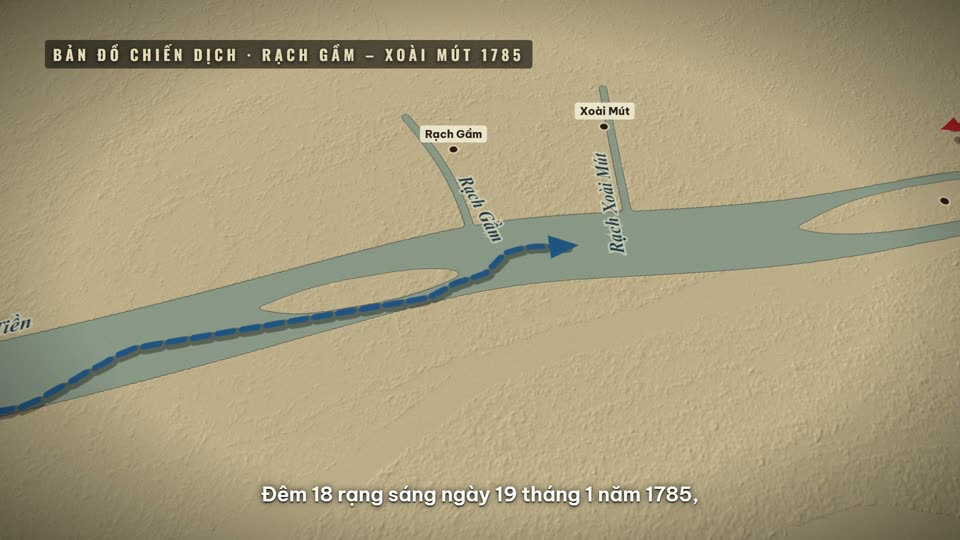 BẢN ĐỒ CHIẾN DỊCH · RẠCH GẦM – XOÀI MÚT 1785
Xoài Mút
Rạch Gầm
Rạch Gầm
Rạch Xoài Mút
Tiền
Đêm 18 rạng sáng ngày 19 tháng 1 năm 1785,